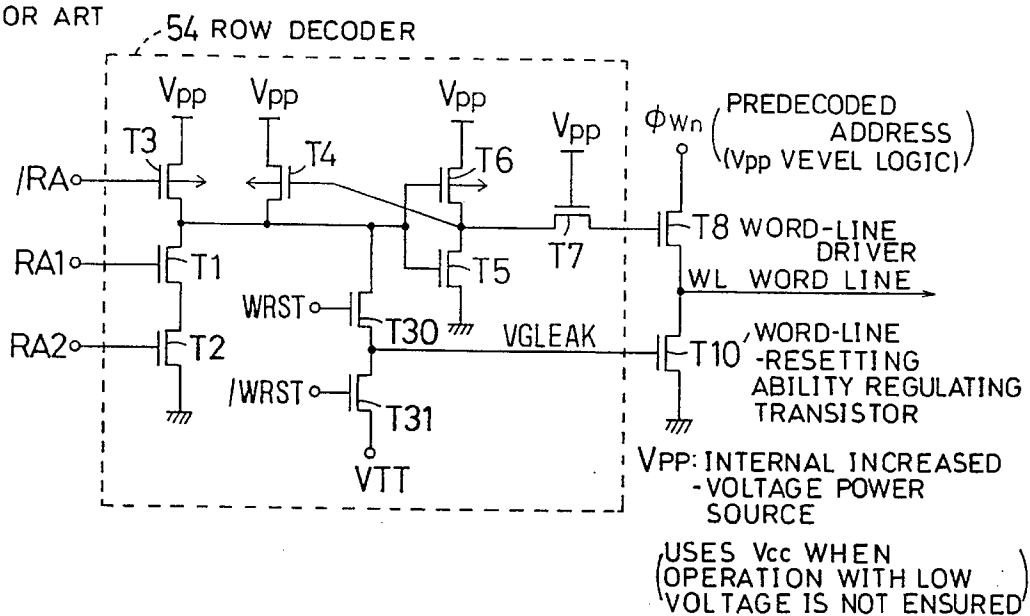 OR ART
54 ROW DECODER
Vpp
Vpp
Vpp
Vpp
T3
T4
T6
/RA
T7
φWn
(PREDECODED
ADDRESS
(Vpp VEVEL LOGIC))
T8 WORD-LINE
DRIVER
RA1
T1
T5
WL WORD LINE
WRST
T30
VGLEAK
RA2
T2
T10' WORD-LINE
-RESETTING
ABILITY REGULATING
TRANSISTOR
/WRST
T31
VTT
VPP: INTERNAL INCREASED
-VOLTAGE POWER
SOURCE
(USES Vcc WHEN
OPERATION WITH LOW
VOLTAGE IS NOT ENSURED)